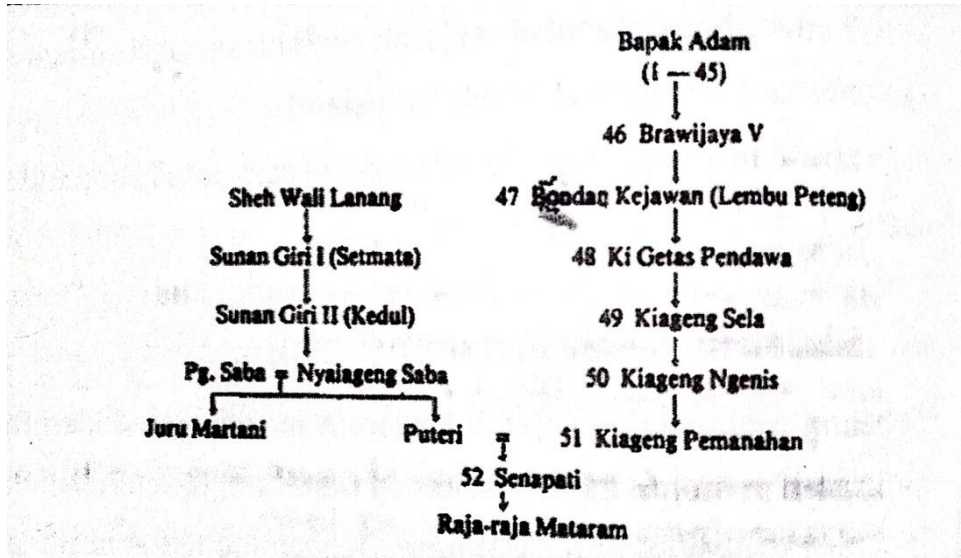 Bapak Adam
(I — 45)
46 Brawijaya V
Sheh Wali Lanang
47 Bondan Kejawan (Lembu Peteng)
Sunan Giri I (Setmata)
48 Ki Getas Pendawa
Sunan Giri II (Kedul)
49 Kiageng Sela
Pg. Saba = Nyaiageng Saba
50 Kiageng Ngenis
Juru Martani
Puteri = 51 Kiageng Pemanahan
52 Senapati
Raja-raja Mataram